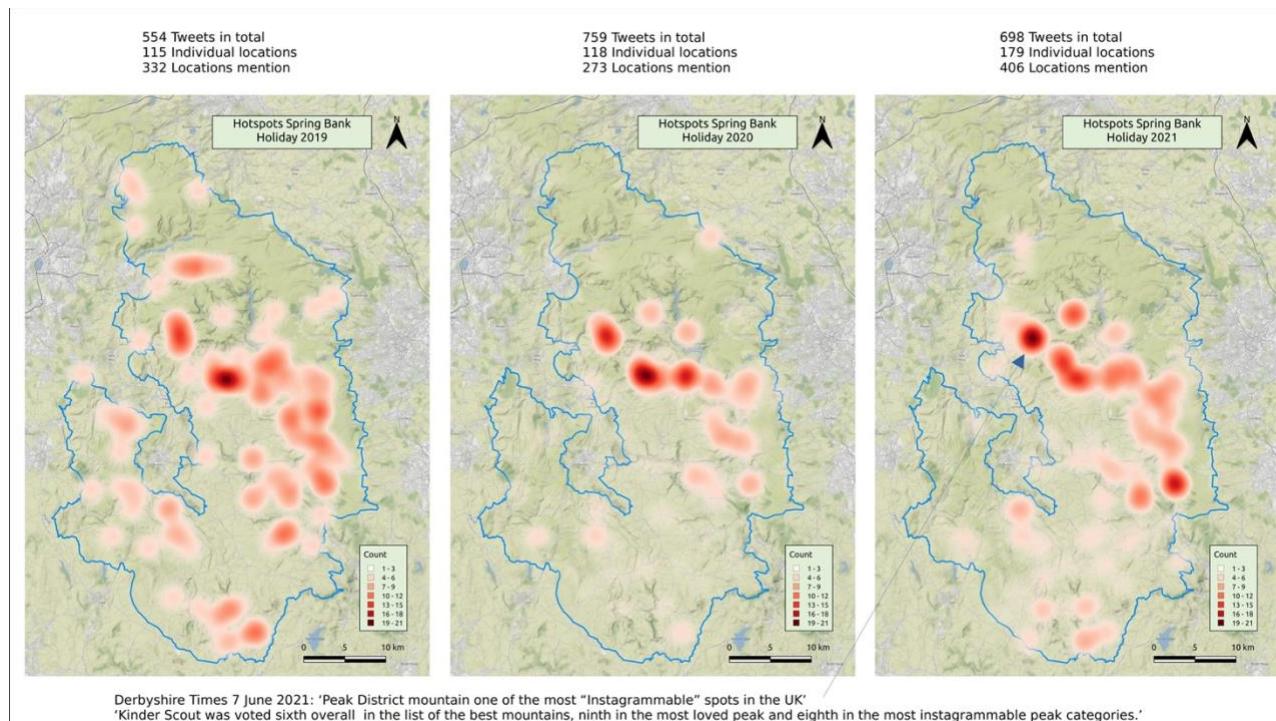 554 Tweets in total
115 Individual locations
332 Locations mention
759 Tweets in total
118 Individual locations
273 Locations mention
698 Tweets in total
179 Individual locations
406 Locations mention
Hotspots Spring Bank
Holiday 2019
N
Count
1 - 3
4 - 6
7 - 9
10 - 12
13 - 15
16 - 18
19 - 21
0 5 10 km
Hotspots Spring Bank
Holiday 2020
N
Count
1 - 3
4 - 6
7 - 9
10 - 12
13 - 15
16 - 18
19 - 21
0 5 10 km
Hotspots Spring Bank
Holiday 2021
N
Count
1 - 3
4 - 6
7 - 9
10 - 12
13 - 15
16 - 18
19 - 21
0 5 10 km
Derbyshire Times 7 June 2021: ‘Peak District mountain one of the most “Instagrammable” spots in the UK’
‘Kinder Scout was voted sixth overall in the list of the best mountains, ninth in the most loved peak and eighth in the most instagrammable peak categories.’